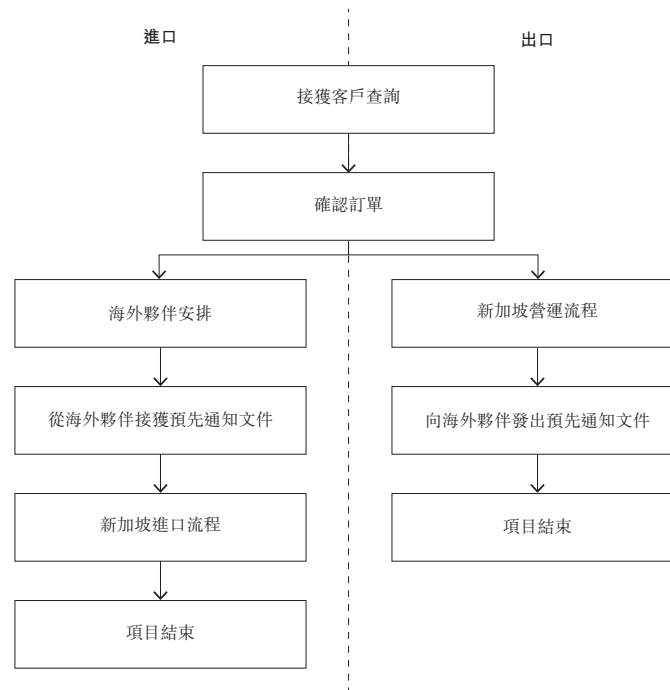 進口
出口
接獲客戶查詢
確認訂單
海外夥伴安排
新加坡營運流程
從海外夥伴接獲預先通知文件
向海外夥伴發出預先通知文件
新加坡進口流程
項目結束
項目結束